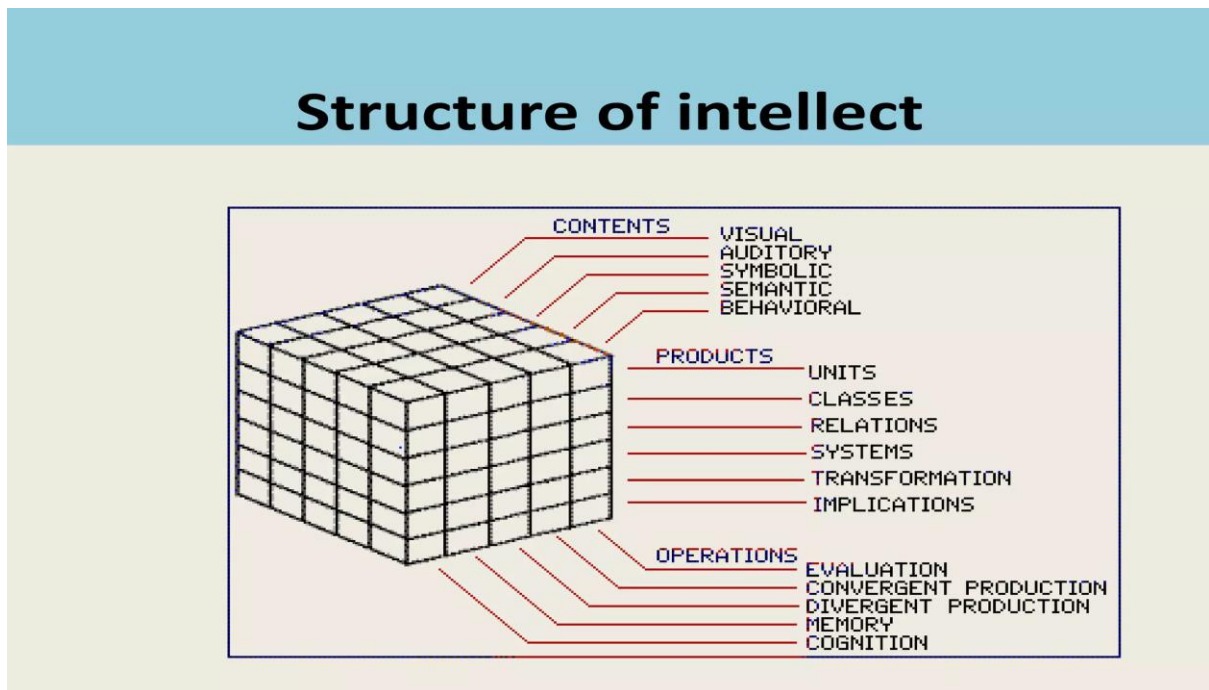 Structure of intellect
CONTENTS
VISUAL
AUDITORY
SYMBOLIC
SEMANTIC
BEHAVIORAL
PRODUCTS
UNITS
CLASSES
RELATIONS
SYSTEMS
TRANSFORMATION
IMPLICATIONS
OPERATIONS
EVALUATION
CONVERGENT PRODUCTION
DIVERGENT PRODUCTION
MEMORY
COGNITION